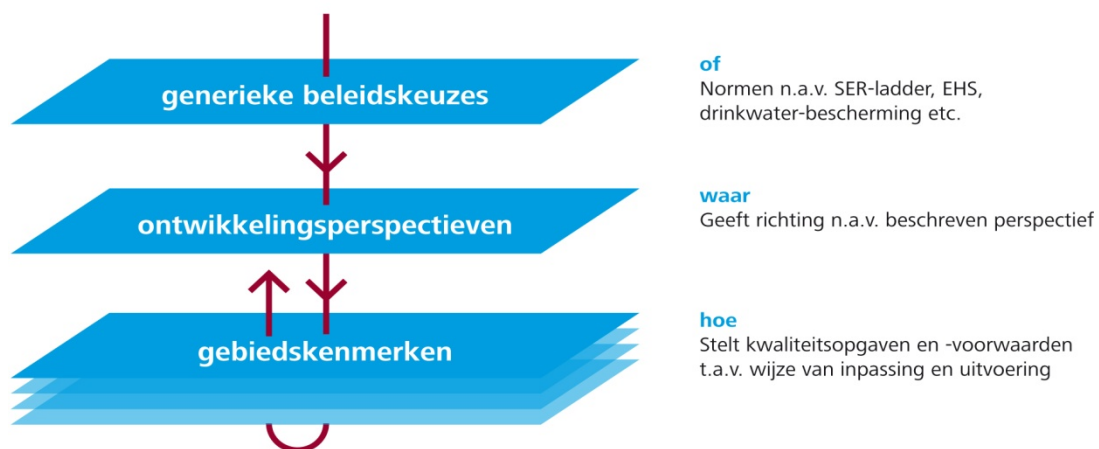 generieke beleidskeuzes
of
Normen n.a.v. SER-ladder, EHS,
drinkwater-bescherming etc.
ontwikkelingsperspectieven
waar
Geeft richting n.a.v. beschreven perspectief
gebiedskenmerken
hoe
Stelt kwaliteitsopgaven en -voorwaarden
t.a.v. wijze van inpassing en uitvoering